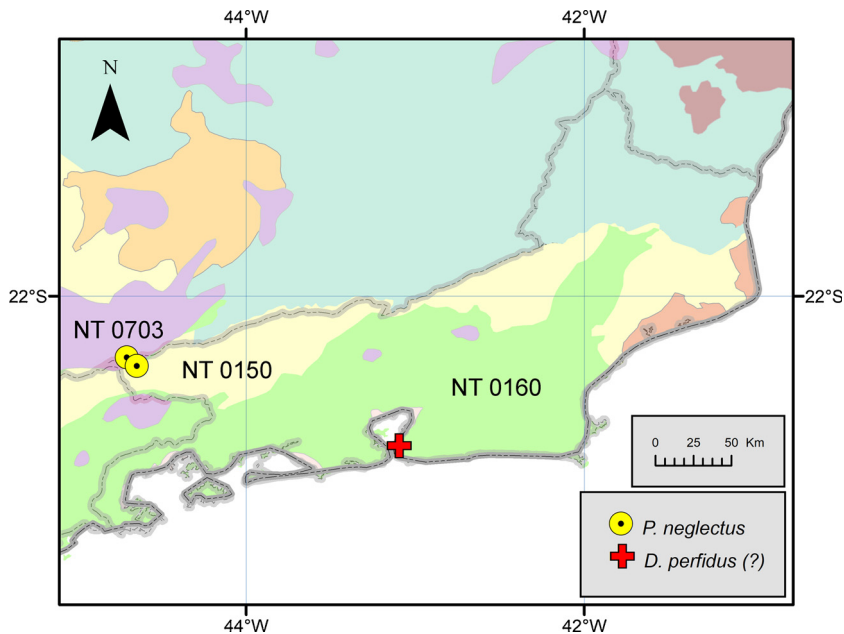 44°W 42°W
N
22°S 22°S
NT 0703
NT 0150
NT 0160
0 25 50 Km
P. neglectus
D. perfidus (?)
44°W 42°W